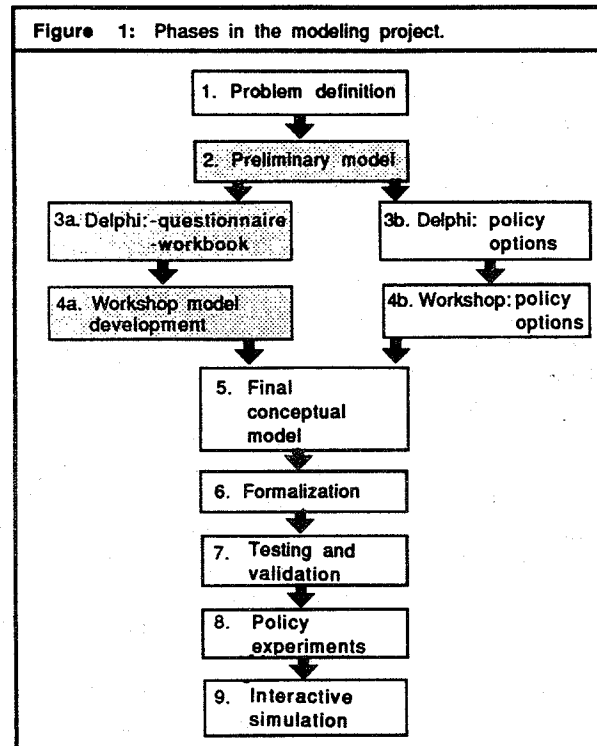 Figure 1: Phases in the modeling project.
1. Problem definition
2. Preliminary model
3a. Delphi: -questionnaire
-workbook
3b. Delphi: policy
options
4a. Workshop model
development
4b. Workshop: policy
options
5. Final
conceptual
model
6. Formalization
7. Testing and
validation
8. Policy
experiments
9. Interactive
simulation